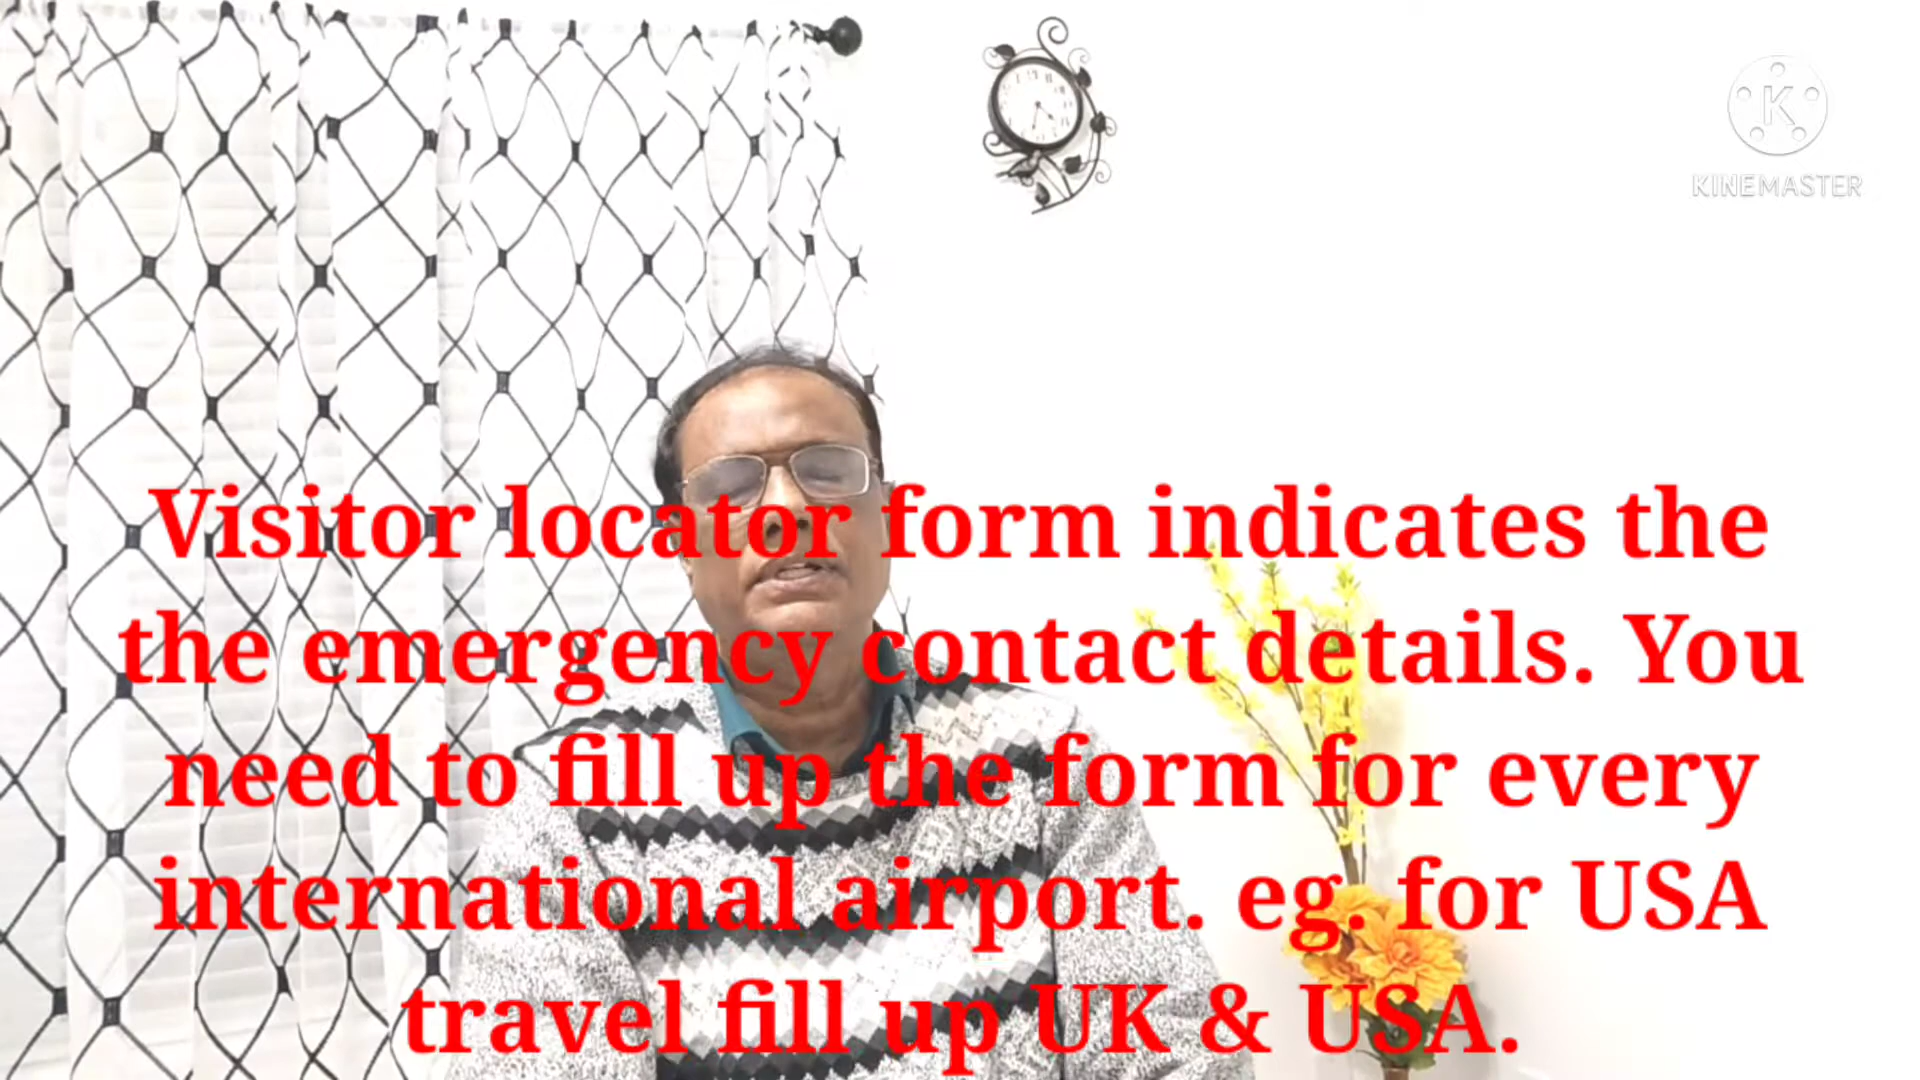 KINEMASTER
Visitor locator form indicates the
the emergency contact details. You
need to fill up the form for every
international airport. eg. for USA
travel fill up UK & USA.